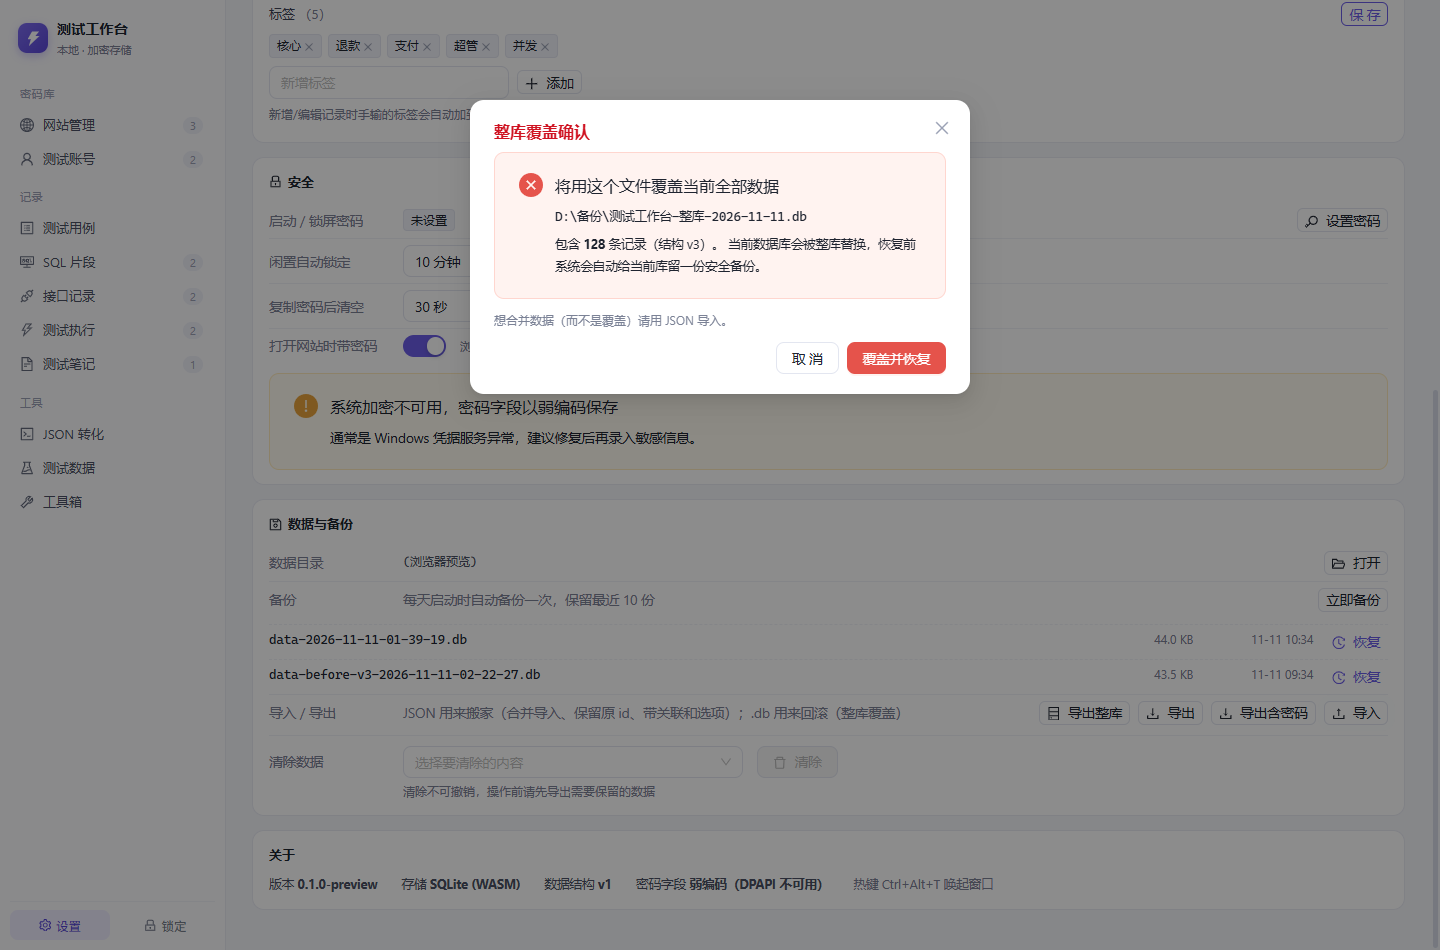 测试工作台
本地 · 加密存储
密码库
网站管理 3
测试账号 2
记录
测试用例
SQL 片段 2
接口记录 2
测试执行 2
测试笔记 1
工具
JSON 转化
测试数据
工具箱
设置
锁定
标签 （5）
保 存
核心 退款 支付 超管 并发
新增标签
添加
新增/编辑记录时手输的标签会自动加
安全
启动 / 锁屏密码 未设置 设置密码
闲置自动锁定 10 分钟
复制密码后清空 30 秒
打开网站时带密码
整库覆盖确认
将用这个文件覆盖当前全部数据
D:\备份\测试工作台-整库-2026-11-11.db
包含 128 条记录（结构 v3）。 当前数据库会被整库替换，恢复前
系统会自动给当前库留一份安全备份。
想合并数据（而不是覆盖）请用 JSON 导入。
取 消
覆盖并恢复
系统加密不可用，密码字段以弱编码保存
通常是 Windows 凭据服务异常，建议修复后再录入敏感信息。
数据与备份
数据目录 （浏览器预览） 打开
备份 每天启动时自动备份一次，保留最近 10 份 立即备份
data-2026-11-11-01-39-19.db 44.0 KB 11-11 10:34 恢复
data-before-v3-2026-11-11-02-22-27.db 43.5 KB 11-11 09:34 恢复
导入 / 导出 JSON 用来搬家（合并导入、保留原 id、带关联和选项）；.db 用来回滚（整库覆盖） 导出整库 导出 导出含密码 导入
清除数据 选择要清除的内容 清除
清除不可撤销，操作前请先导出需要保留的数据
关于
版本 0.1.0-preview 存储 SQLite (WASM) 数据结构 v1 密码字段 弱编码（DPAPI 不可用） 热键 Ctrl+Alt+T 唤起窗口